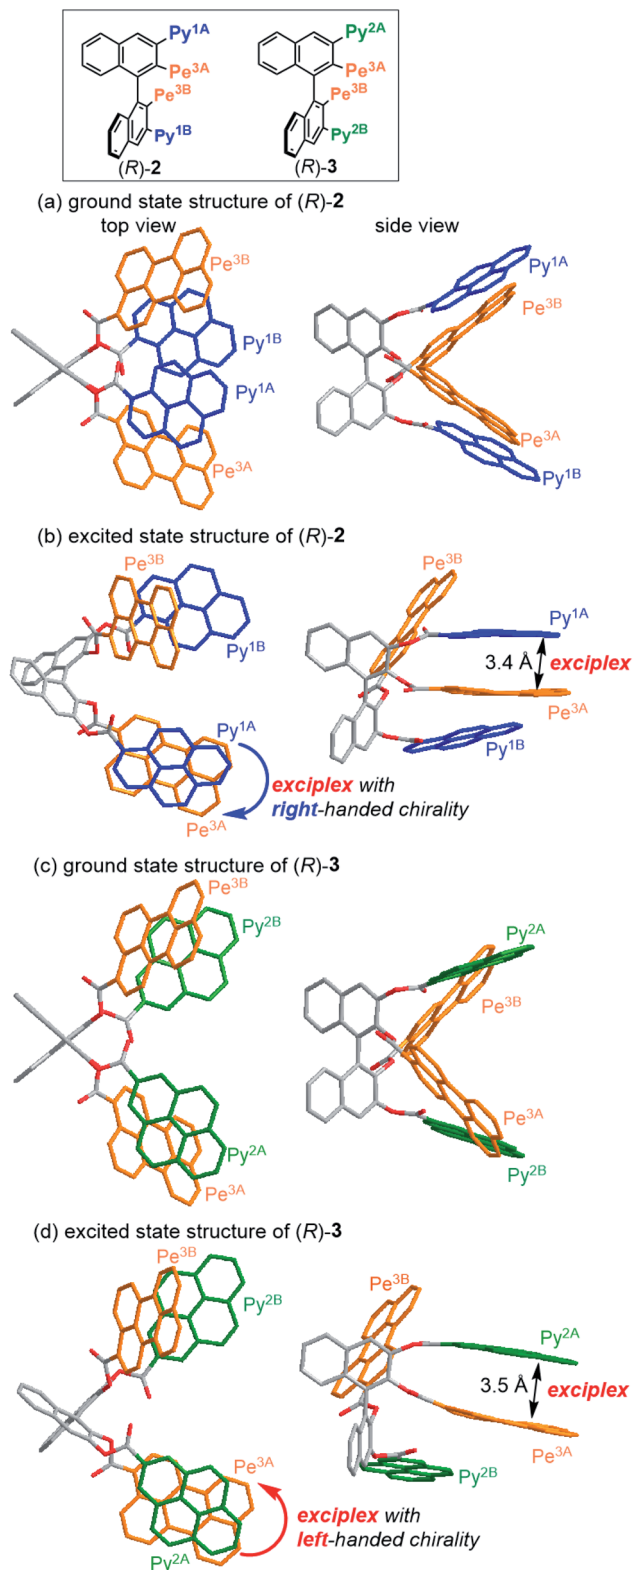 Py1A
Pe3A
Pe3B
Py1B
(R)-2
Py2A
Pe3A
Pe3B
Py2B
(R)-3
(a) ground state structure of (R)-2
top view
side view
Pe3B
Py1B
Py1A
Pe3A
Py1A
Pe3B
Pe3A
Py1B
(b) excited state structure of (R)-2
Pe3B
Py1B
Py1A
exciplex with
right-handed chirality
Pe3A
Pe3B
Py1A
3.4 Å
exciplex
Pe3A
Py1B
(c) ground state structure of (R)-3
Pe3B
Py2B
Py2A
Pe3A
Py2A
Pe3B
Pe3A
Py2B
(d) excited state structure of (R)-3
Pe3B
Py2B
Pe3A
exciplex with
left-handed chirality
Py2A
Pe3B
Py2A
3.5 Å
exciplex
Pe3A
Py2B